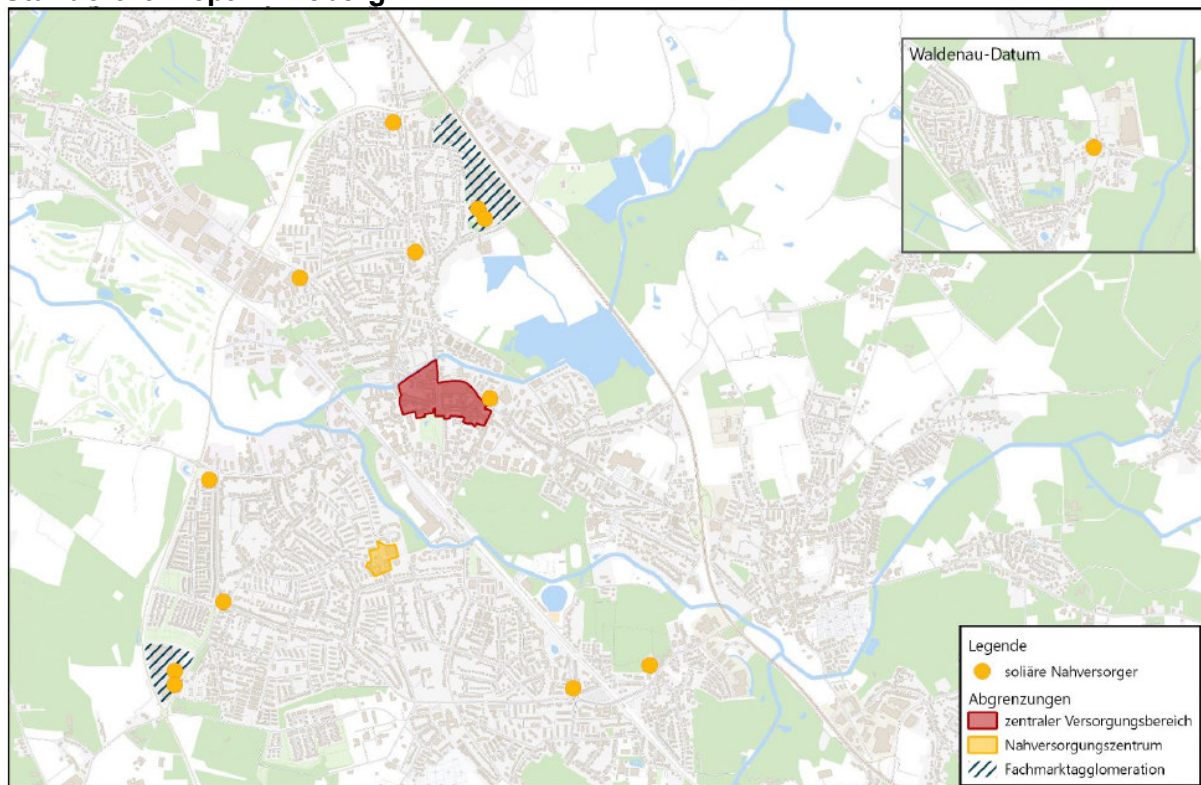 Waldenau-Datum
Legende
soliäre Nahversorger
Abgrenzungen
zentraler Versorgungsbereich
Nahversorgungszentrum
Fachmarktagglomeration